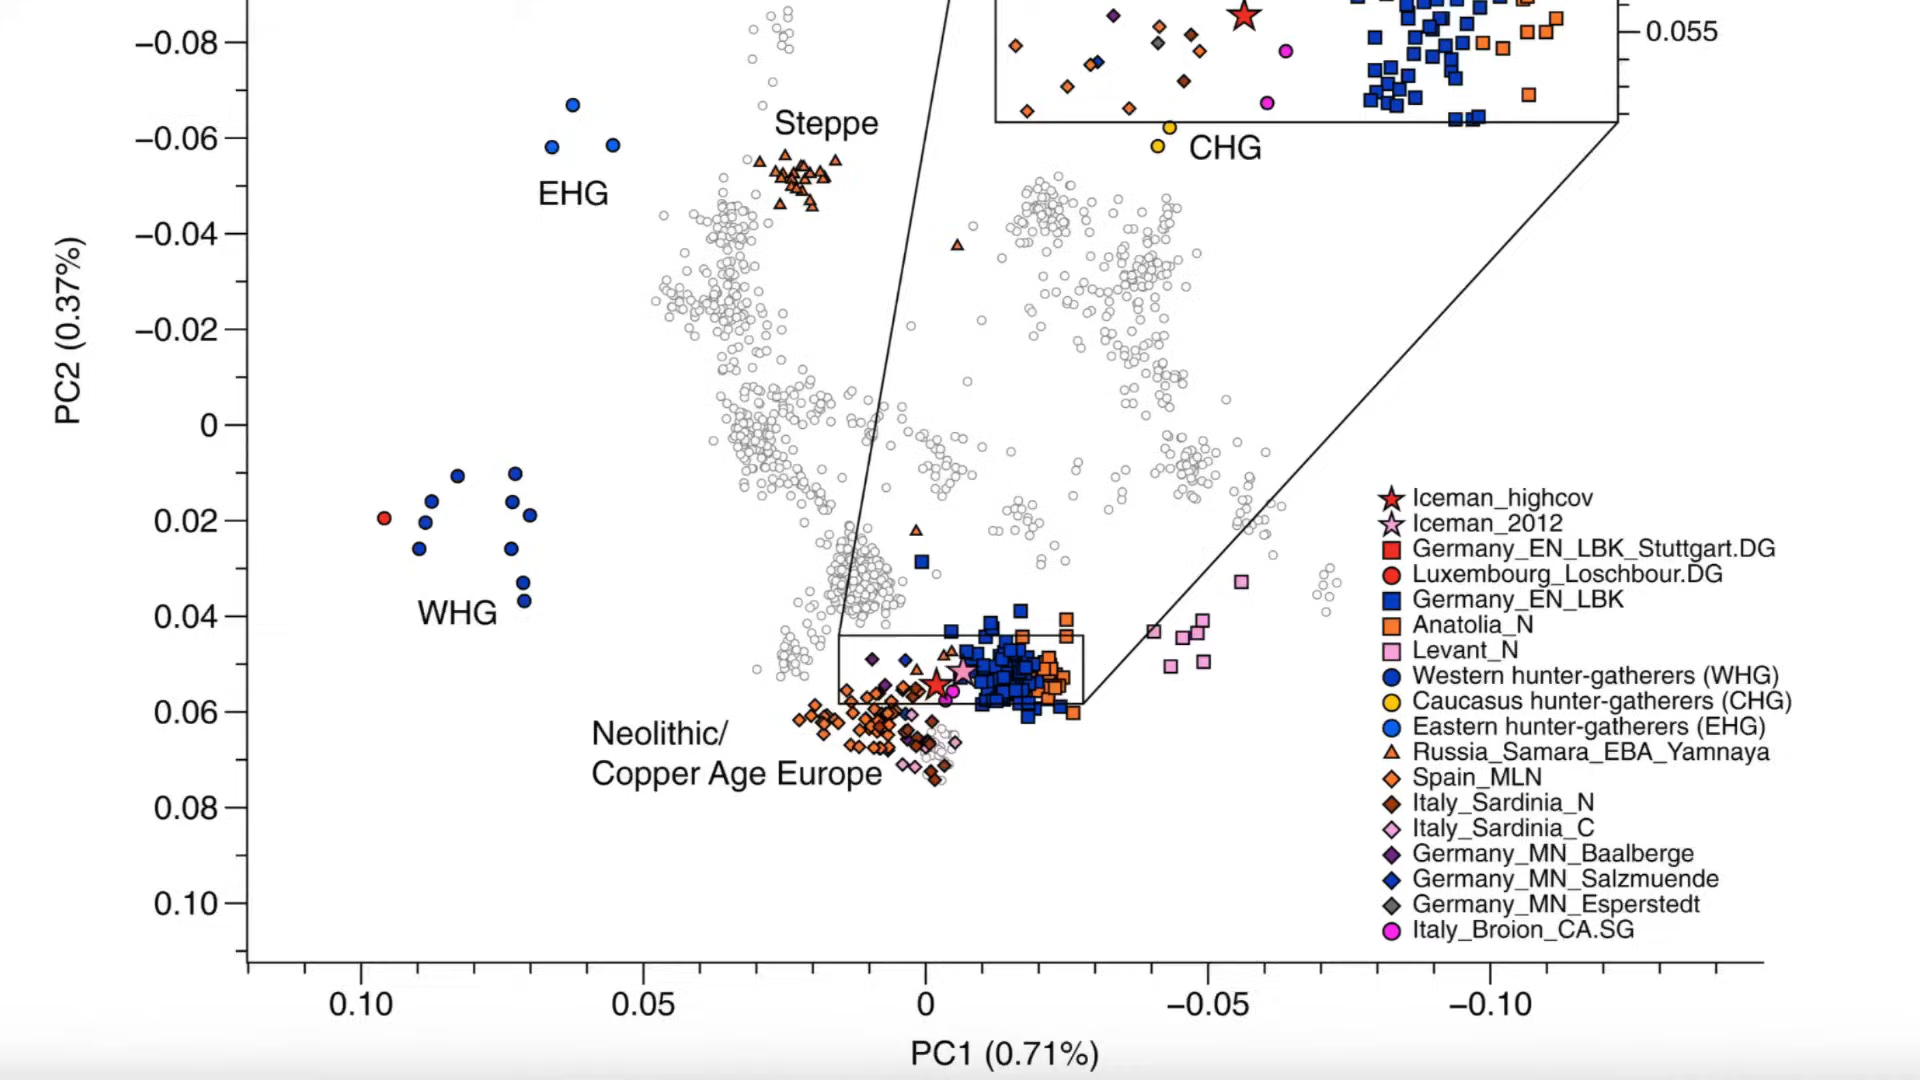 −0.08
−0.06
−0.04
−0.02
0
0.02
0.04
0.06
0.08
0.10
PC2 (0.37%)
0.055
Steppe
CHG
EHG
WHG
Neolithic/
Copper Age Europe
Iceman_highcov
Iceman_2012
Germany_EN_LBK_Stuttgart.DG
Luxembourg_Loschbour.DG
Germany_EN_LBK
Anatolia_N
Levant_N
Western hunter-gatherers (WHG)
Caucasus hunter-gatherers (CHG)
Eastern hunter-gatherers (EHG)
Russia_Samara_EBA_Yamnaya
Spain_MLN
Italy_Sardinia_N
Italy_Sardinia_C
Germany_MN_Baalberge
Germany_MN_Salzmuende
Germany_MN_Esperstedt
Italy_Broion_CA.SG
0.10
0.05
0
−0.05
−0.10
PC1 (0.71%)